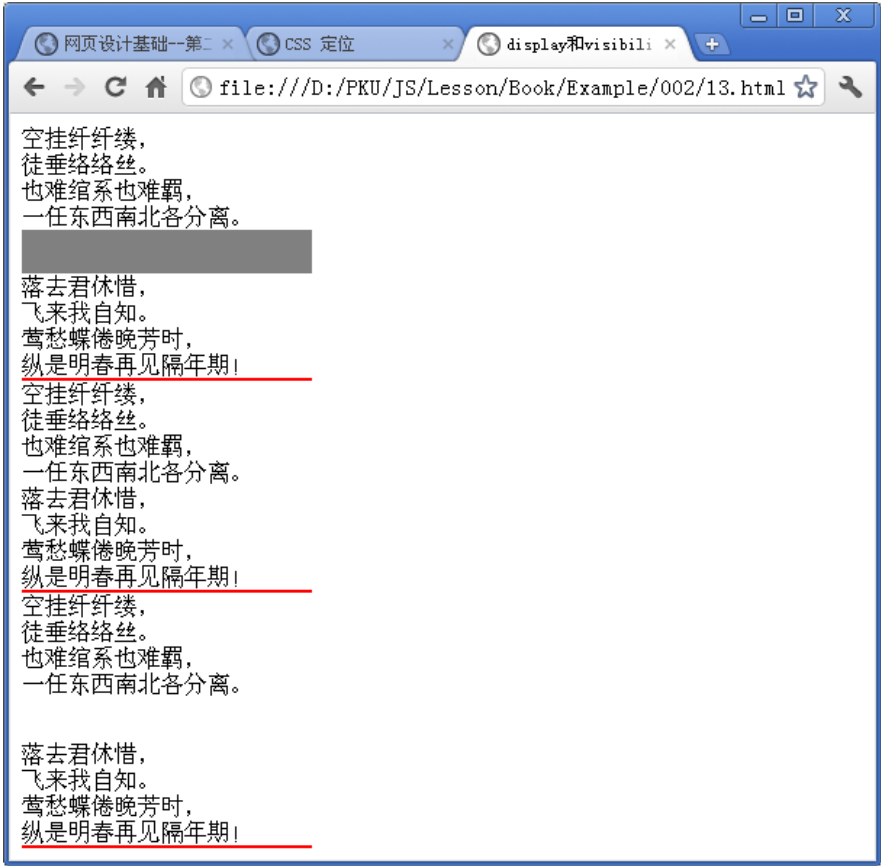 网页设计基础--第二
CSS 定位
display和visibili
file:///D:/PKU/JS/Lesson/Book/Example/002/13.html
空挂纤纤缕,
徒垂络络丝。
也难绾系也难羁,
一任东西南北各分离。
落去君休惜,
飞来我自知。
莺愁蝶倦晚芳时,
纵是明春再见隔年期!
空挂纤纤缕,
徒垂络络丝。
也难绾系也难羁,
一任东西南北各分离。
落去君休惜,
飞来我自知。
莺愁蝶倦晚芳时,
纵是明春再见隔年期!
空挂纤纤缕,
徒垂络络丝。
也难绾系也难羁,
一任东西南北各分离。
落去君休惜,
飞来我自知。
莺愁蝶倦晚芳时,
纵是明春再见隔年期!